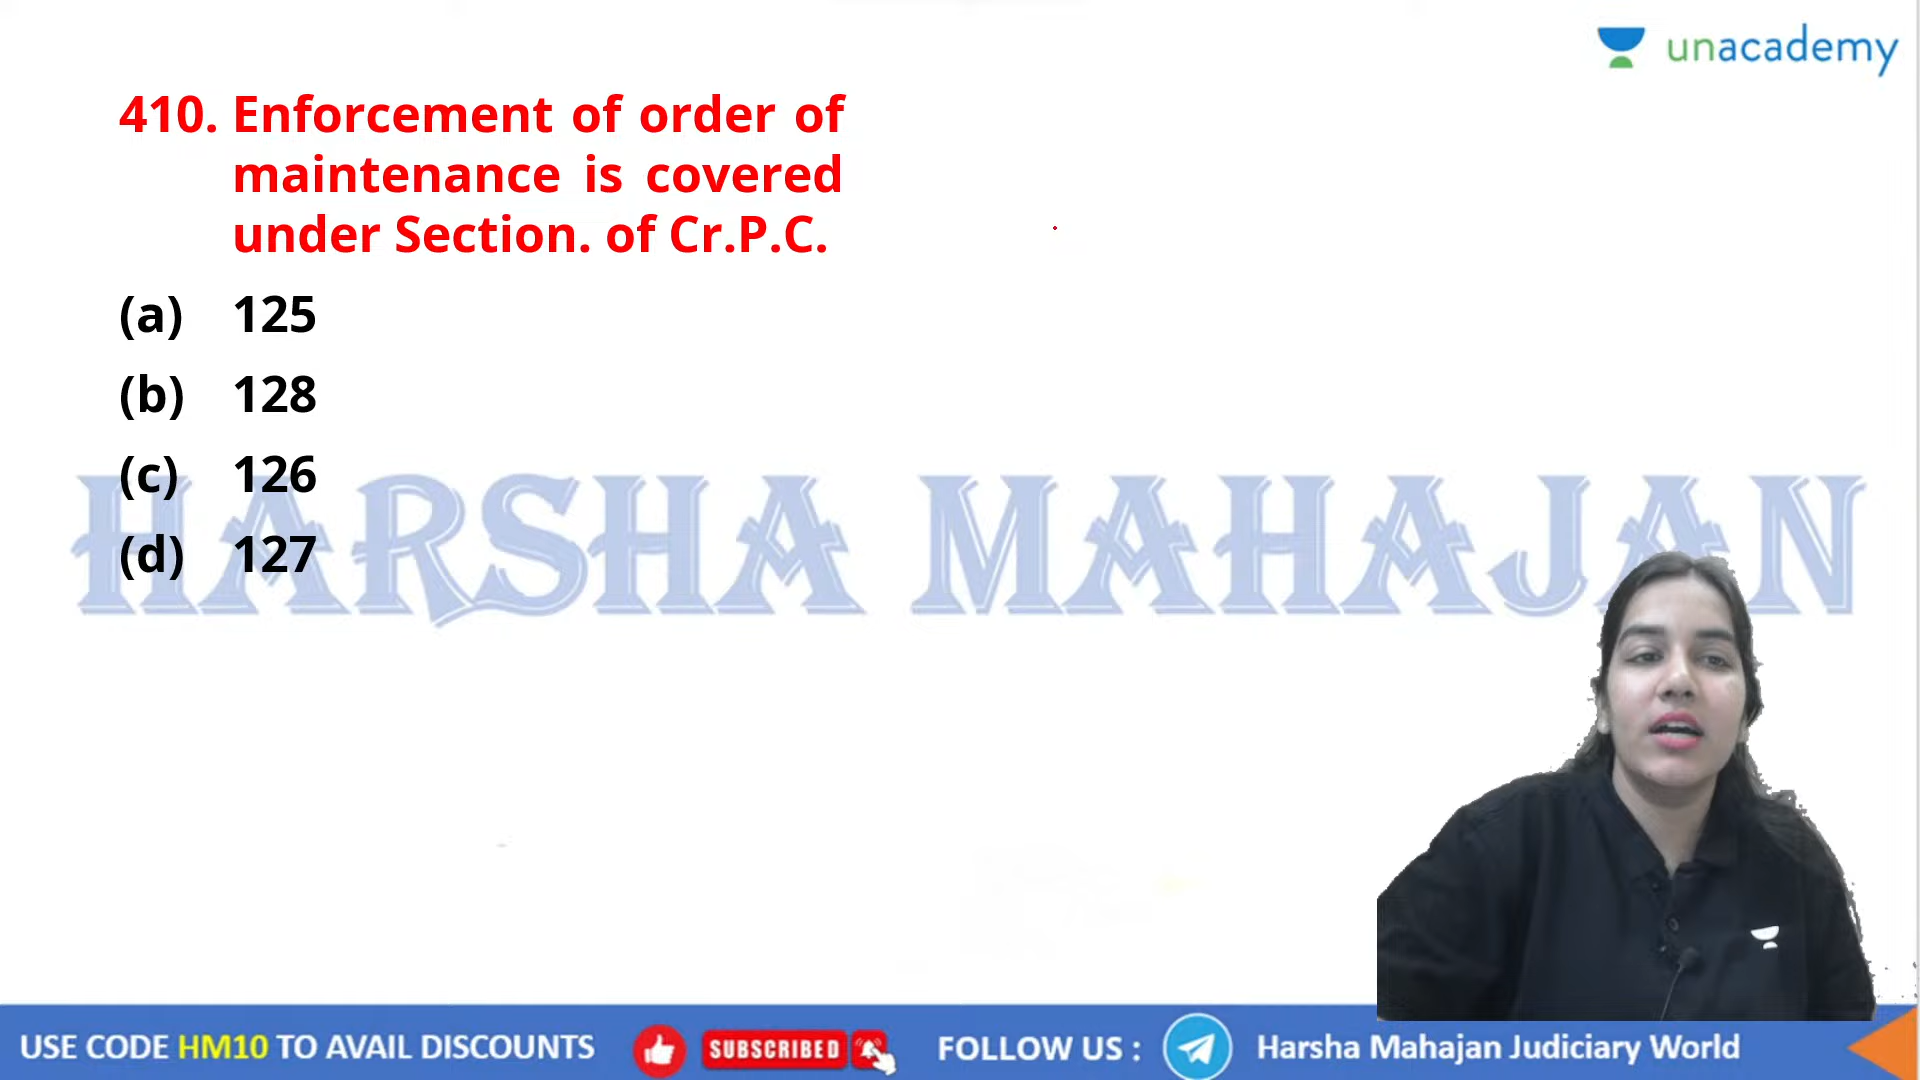 unacademy
410. Enforcement of order of
maintenance is covered
under Section. of Cr.P.C.
(a) 125
(b) 128
(c) 126
(d) 127
HARSHA MAHAJAN
USE CODE HM10 TO AVAIL DISCOUNTS
SUBSCRIBED
FOLLOW US :
Harsha Mahajan Judiciary World